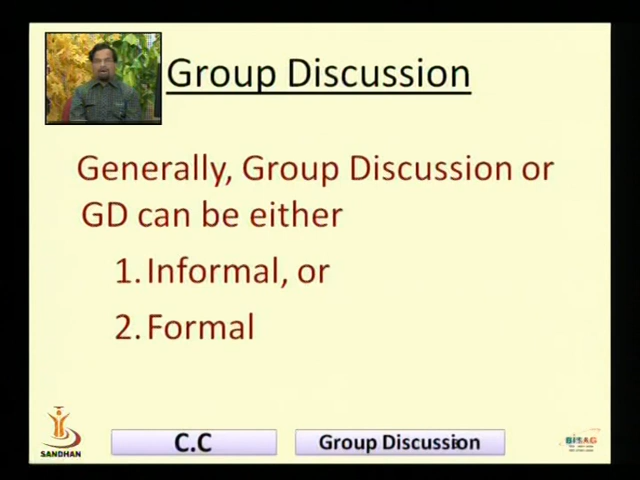 Group Discussion
Generally, Group Discussion or
GD can be either
1. Informal, or
2. Formal
SANDHAN
C.C
Group Discussion
BISAG